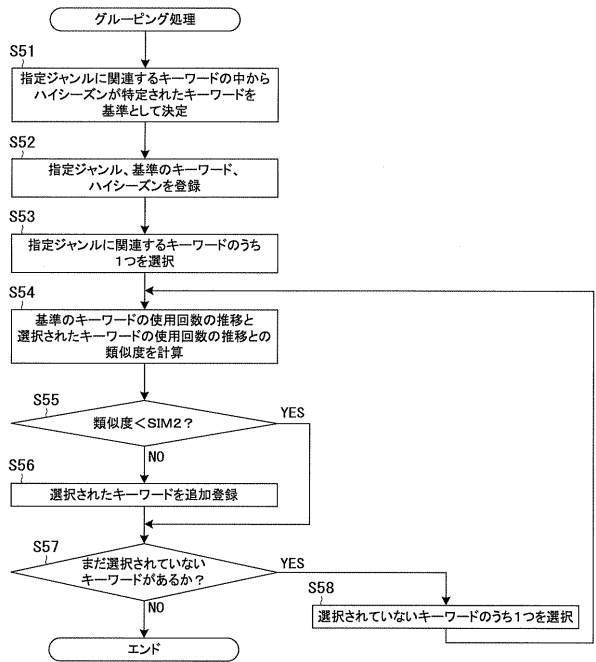 グルーピング処理
S51
指定ジャンルに関連するキーワードの中から
ハイシーズンが特定されたキーワードを
基準として決定
S52
指定ジャンル、基準のキーワード、
ハイシーズンを登録
S53
指定ジャンルに関連するキーワードのうち
1つを選択
S54
基準のキーワードの使用回数の推移と
選択されたキーワードの使用回数の推移との
類似度を計算
S55
類似度<SIM2?
YES
NO
S56
選択されたキーワードを追加登録
S57
まだ選択されていない
キーワードがあるか?
YES
NO
S58
選択されていないキーワードのうち1つを選択
エンド